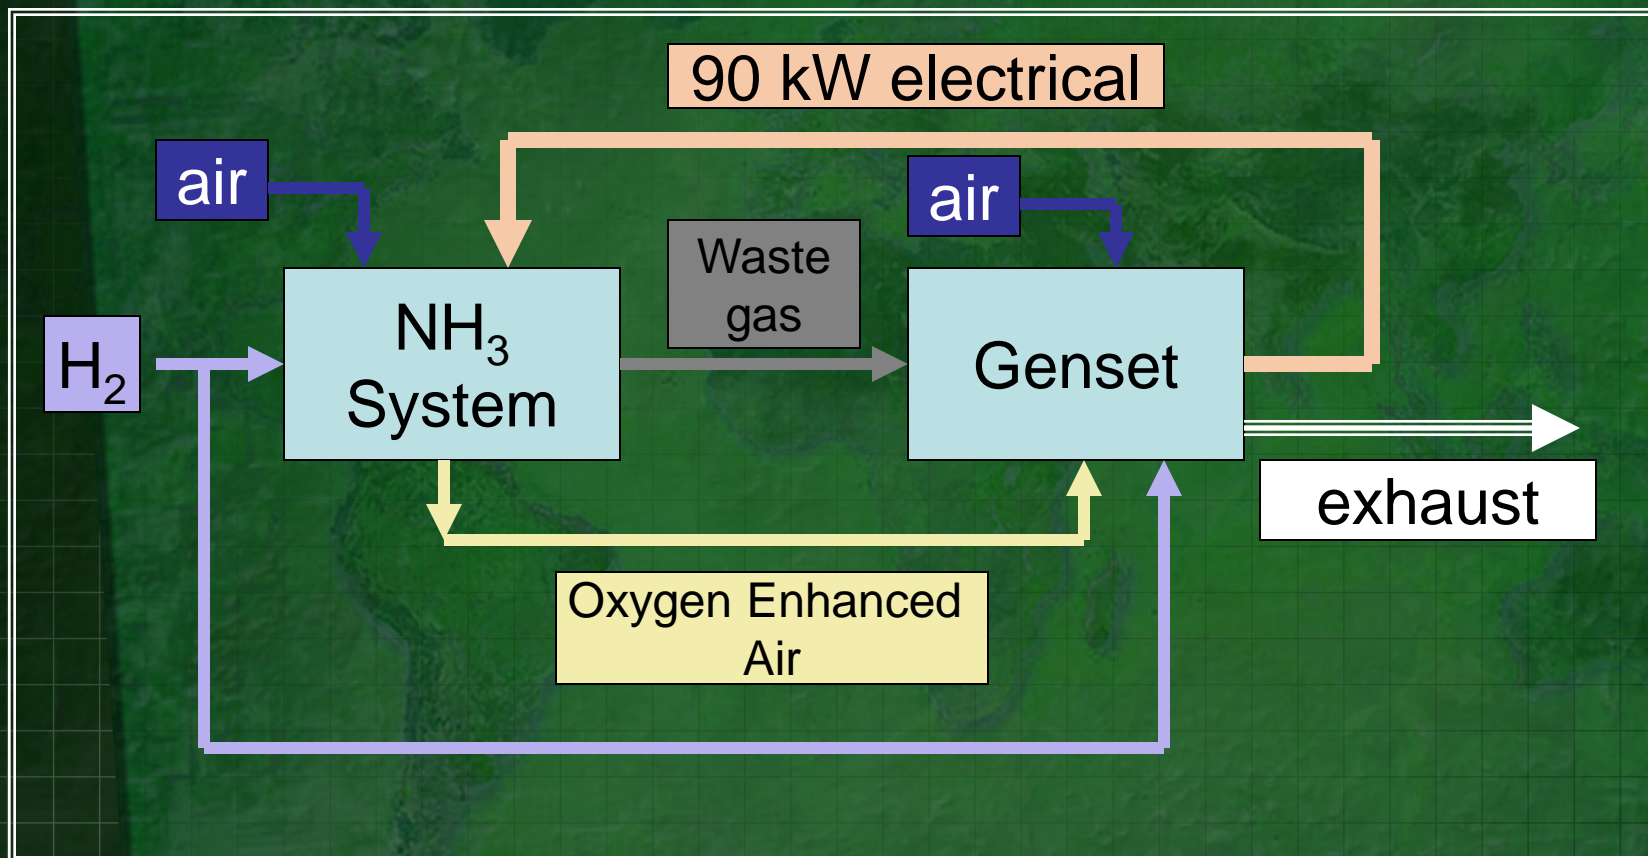 90 kW electrical
air
air
Waste
gas
H₂
NH₃
System
Genset
exhaust
Oxygen Enhanced
Air